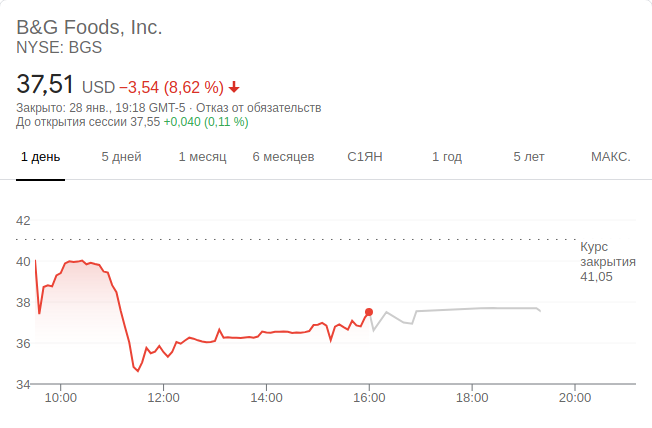 B&G Foods, Inc.
NYSE: BGS
37,51 USD −3,54 (8,62 %)
Закрыто: 28 янв., 19:18 GMT-5 · Отказ от обязательств
До открытия сессии 37,55 +0,040 (0,11 %)
1 день 5 дней 1 месяц 6 месяцев С1ЯН 1 год 5 лет МАКС.
42
Курс
закрытия
41,05
40
38
36
34
10:00 12:00 14:00 16:00 18:00 20:00